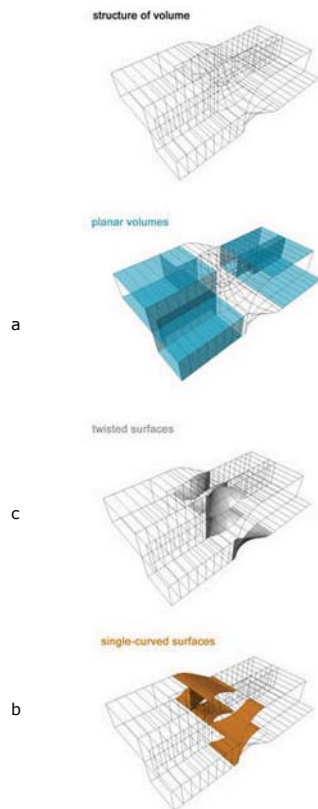 structure of volume
planar volumes
a
twisted surfaces
c
single-curved surfaces
b